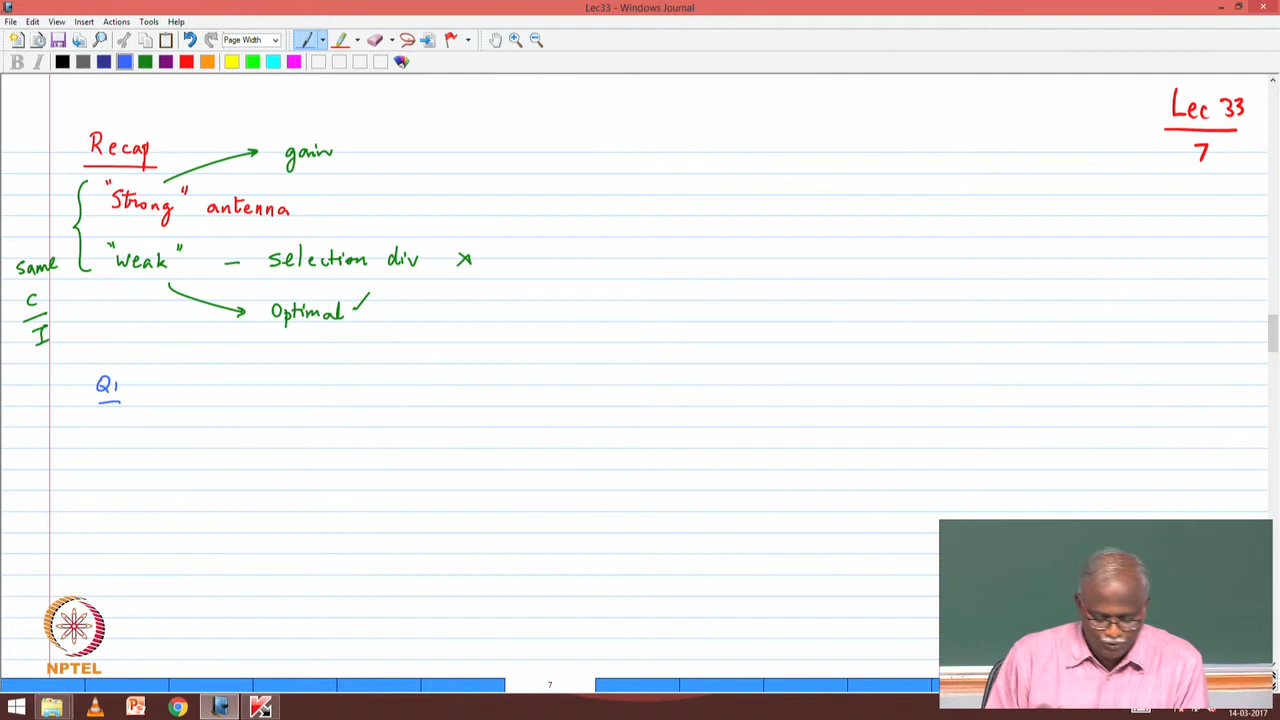 Lec33 - Windows Journal
File Edit View Insert Actions Tools Help
Page Width
B I
Lec 33
7
Recap
gain
"Strong" antenna
"weak" – selection div ×
same
C
I
Optimal ✓
Q1
NPTEL
7
14-03-2017